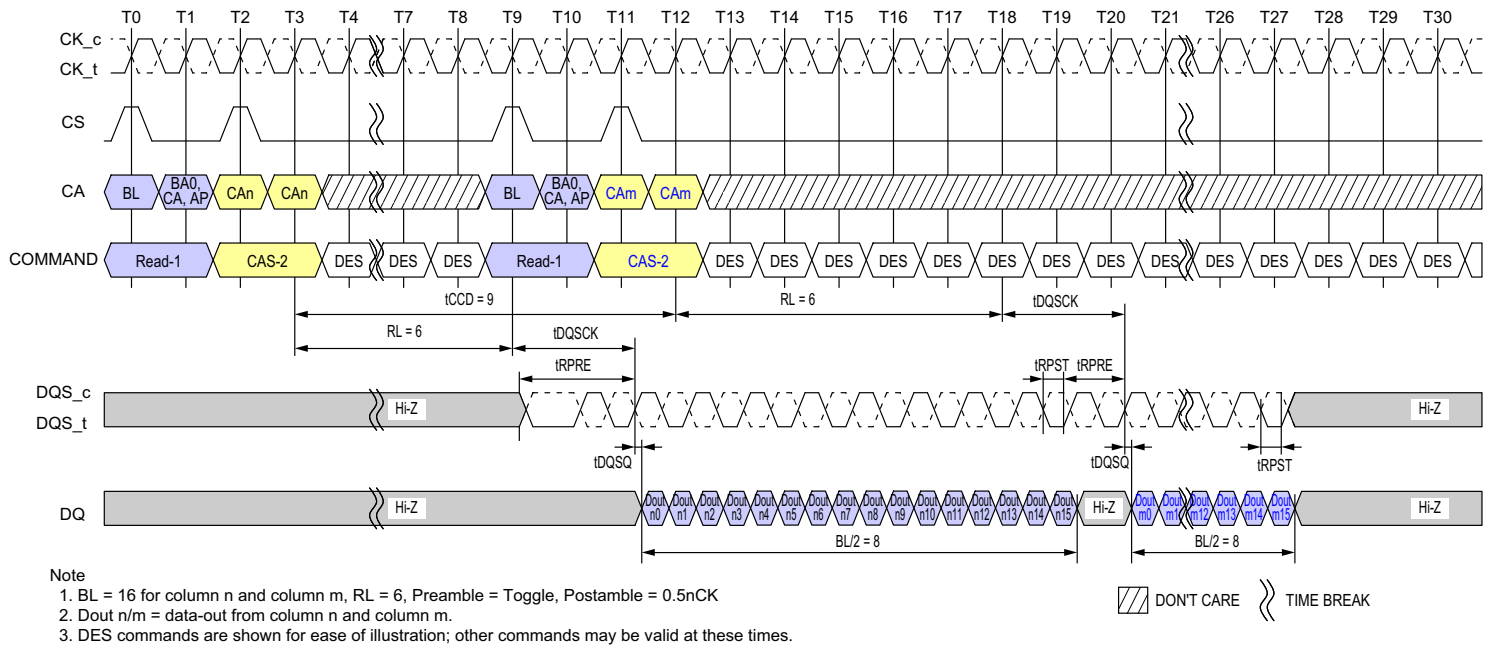 T0 T1 T2 T3 T4 T7 T8 T9 T10 T11 T12 T13 T14 T15 T16 T17 T18 T19 T20 T21 T26 T27 T28 T29 T30
CK_c
CK_t
CS
CA BL BA0, CA, AP CAn CAn BL BA0, CA, AP CAm CAm
COMMAND Read-1 CAS-2 DES DES DES Read-1 CAS-2 DES DES DES DES DES DES DES DES DES DES DES DES DES DES
tCCD = 9 RL = 6 tDQSCK
RL = 6 tDQSCK
tRPRE tRPST tRPRE
DQS_c
DQS_t
Hi-Z Hi-Z
tDQSQ tDQSQ tRPST
DQ Hi-Z Dout n0 Dout n1 Dout n2 Dout n3 Dout n4 Dout n5 Dout n6 Dout n7 Dout n8 Dout n9 Dout n10 Dout n11 Dout n12 Dout n13 Dout n14 Dout n15 Hi-Z Dout m0 Dout m1 Dout m12 Dout m13 Dout m14 Dout m15 Hi-Z
BL/2 = 8 BL/2 = 8
Note
1. BL = 16 for column n and column m, RL = 6, Preamble = Toggle, Postamble = 0.5nCK
2. Dout n/m = data-out from column n and column m.
3. DES commands are shown for ease of illustration; other commands may be valid at these times.
DON'T CARE TIME BREAK